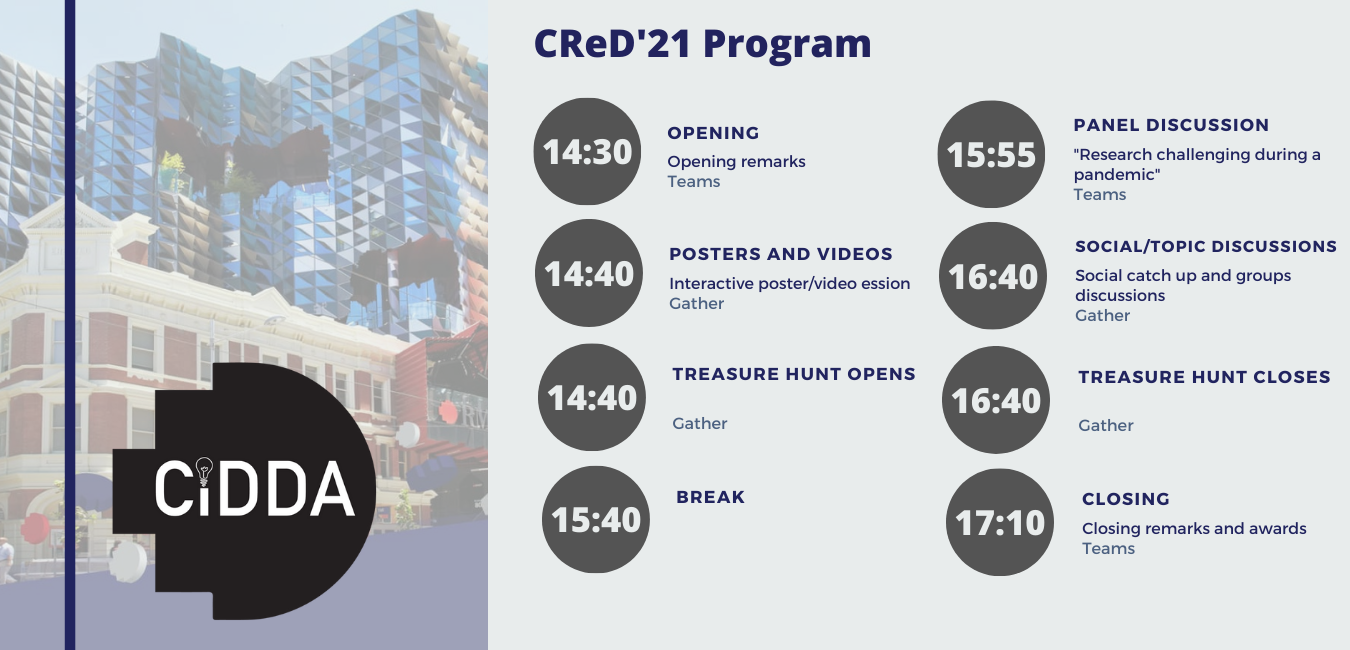 CReD'21 Program
14:30
OPENING
Opening remarks
Teams
14:40
POSTERS AND VIDEOS
Interactive poster/video ession
Gather
14:40
TREASURE HUNT OPENS
Gather
15:40
BREAK
15:55
PANEL DISCUSSION
"Research challenging during a
pandemic"
Teams
16:40
SOCIAL/TOPIC DISCUSSIONS
Social catch up and groups
discussions
Gather
16:40
TREASURE HUNT CLOSES
Gather
17:10
CLOSING
Closing remarks and awards
Teams
CiDDA